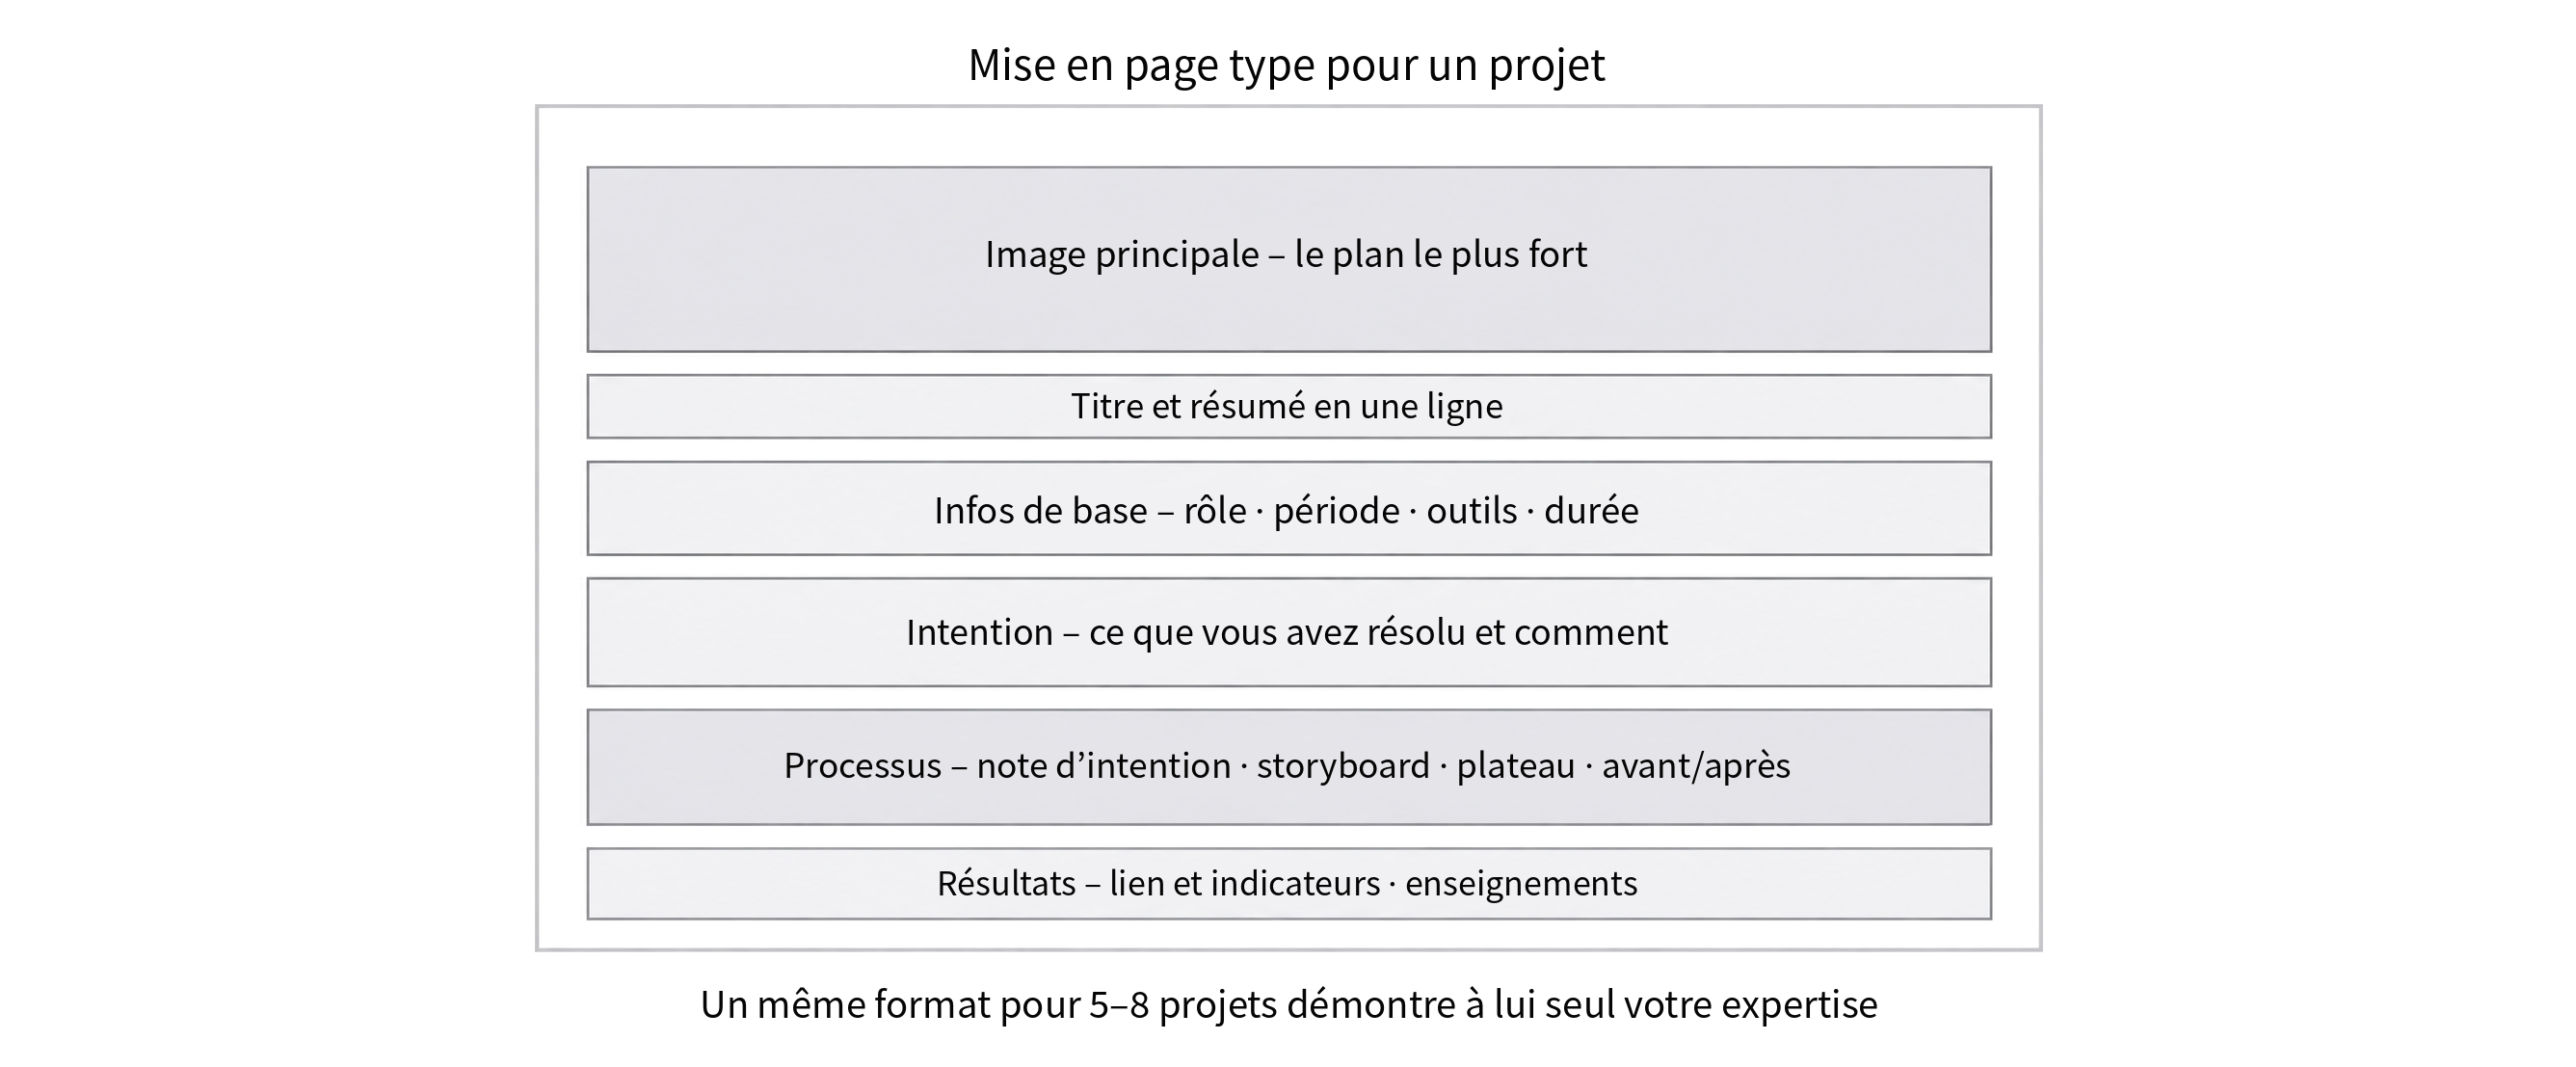 Mise en page type pour un projet
Image principale – le plan le plus fort
Titre et résumé en une ligne
Infos de base – rôle · période · outils · durée
Intention – ce que vous avez résolu et comment
Processus – note d’intention · storyboard · plateau · avant/après
Résultats – lien et indicateurs · enseignements
Un même format pour 5–8 projets démontre à lui seul votre expertise